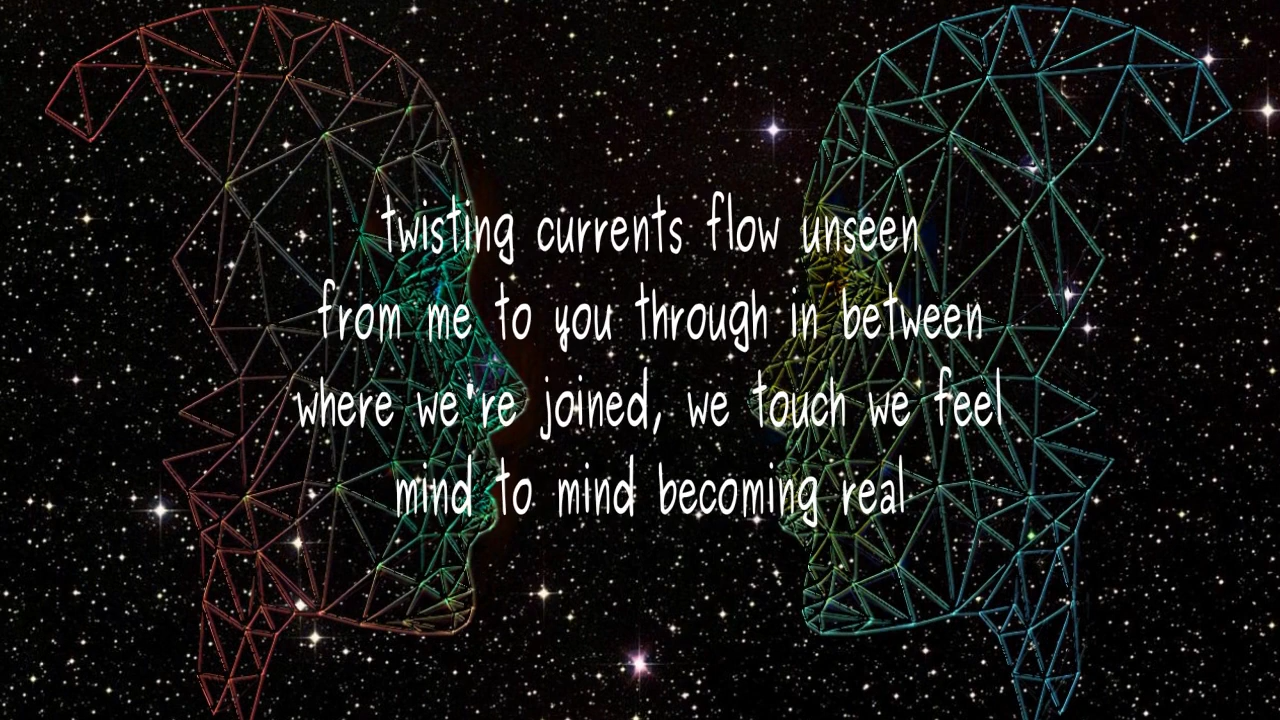 twisting currents flow unseen
from me to you through in between
where we're joined, we touch we feel
mind to mind becoming real